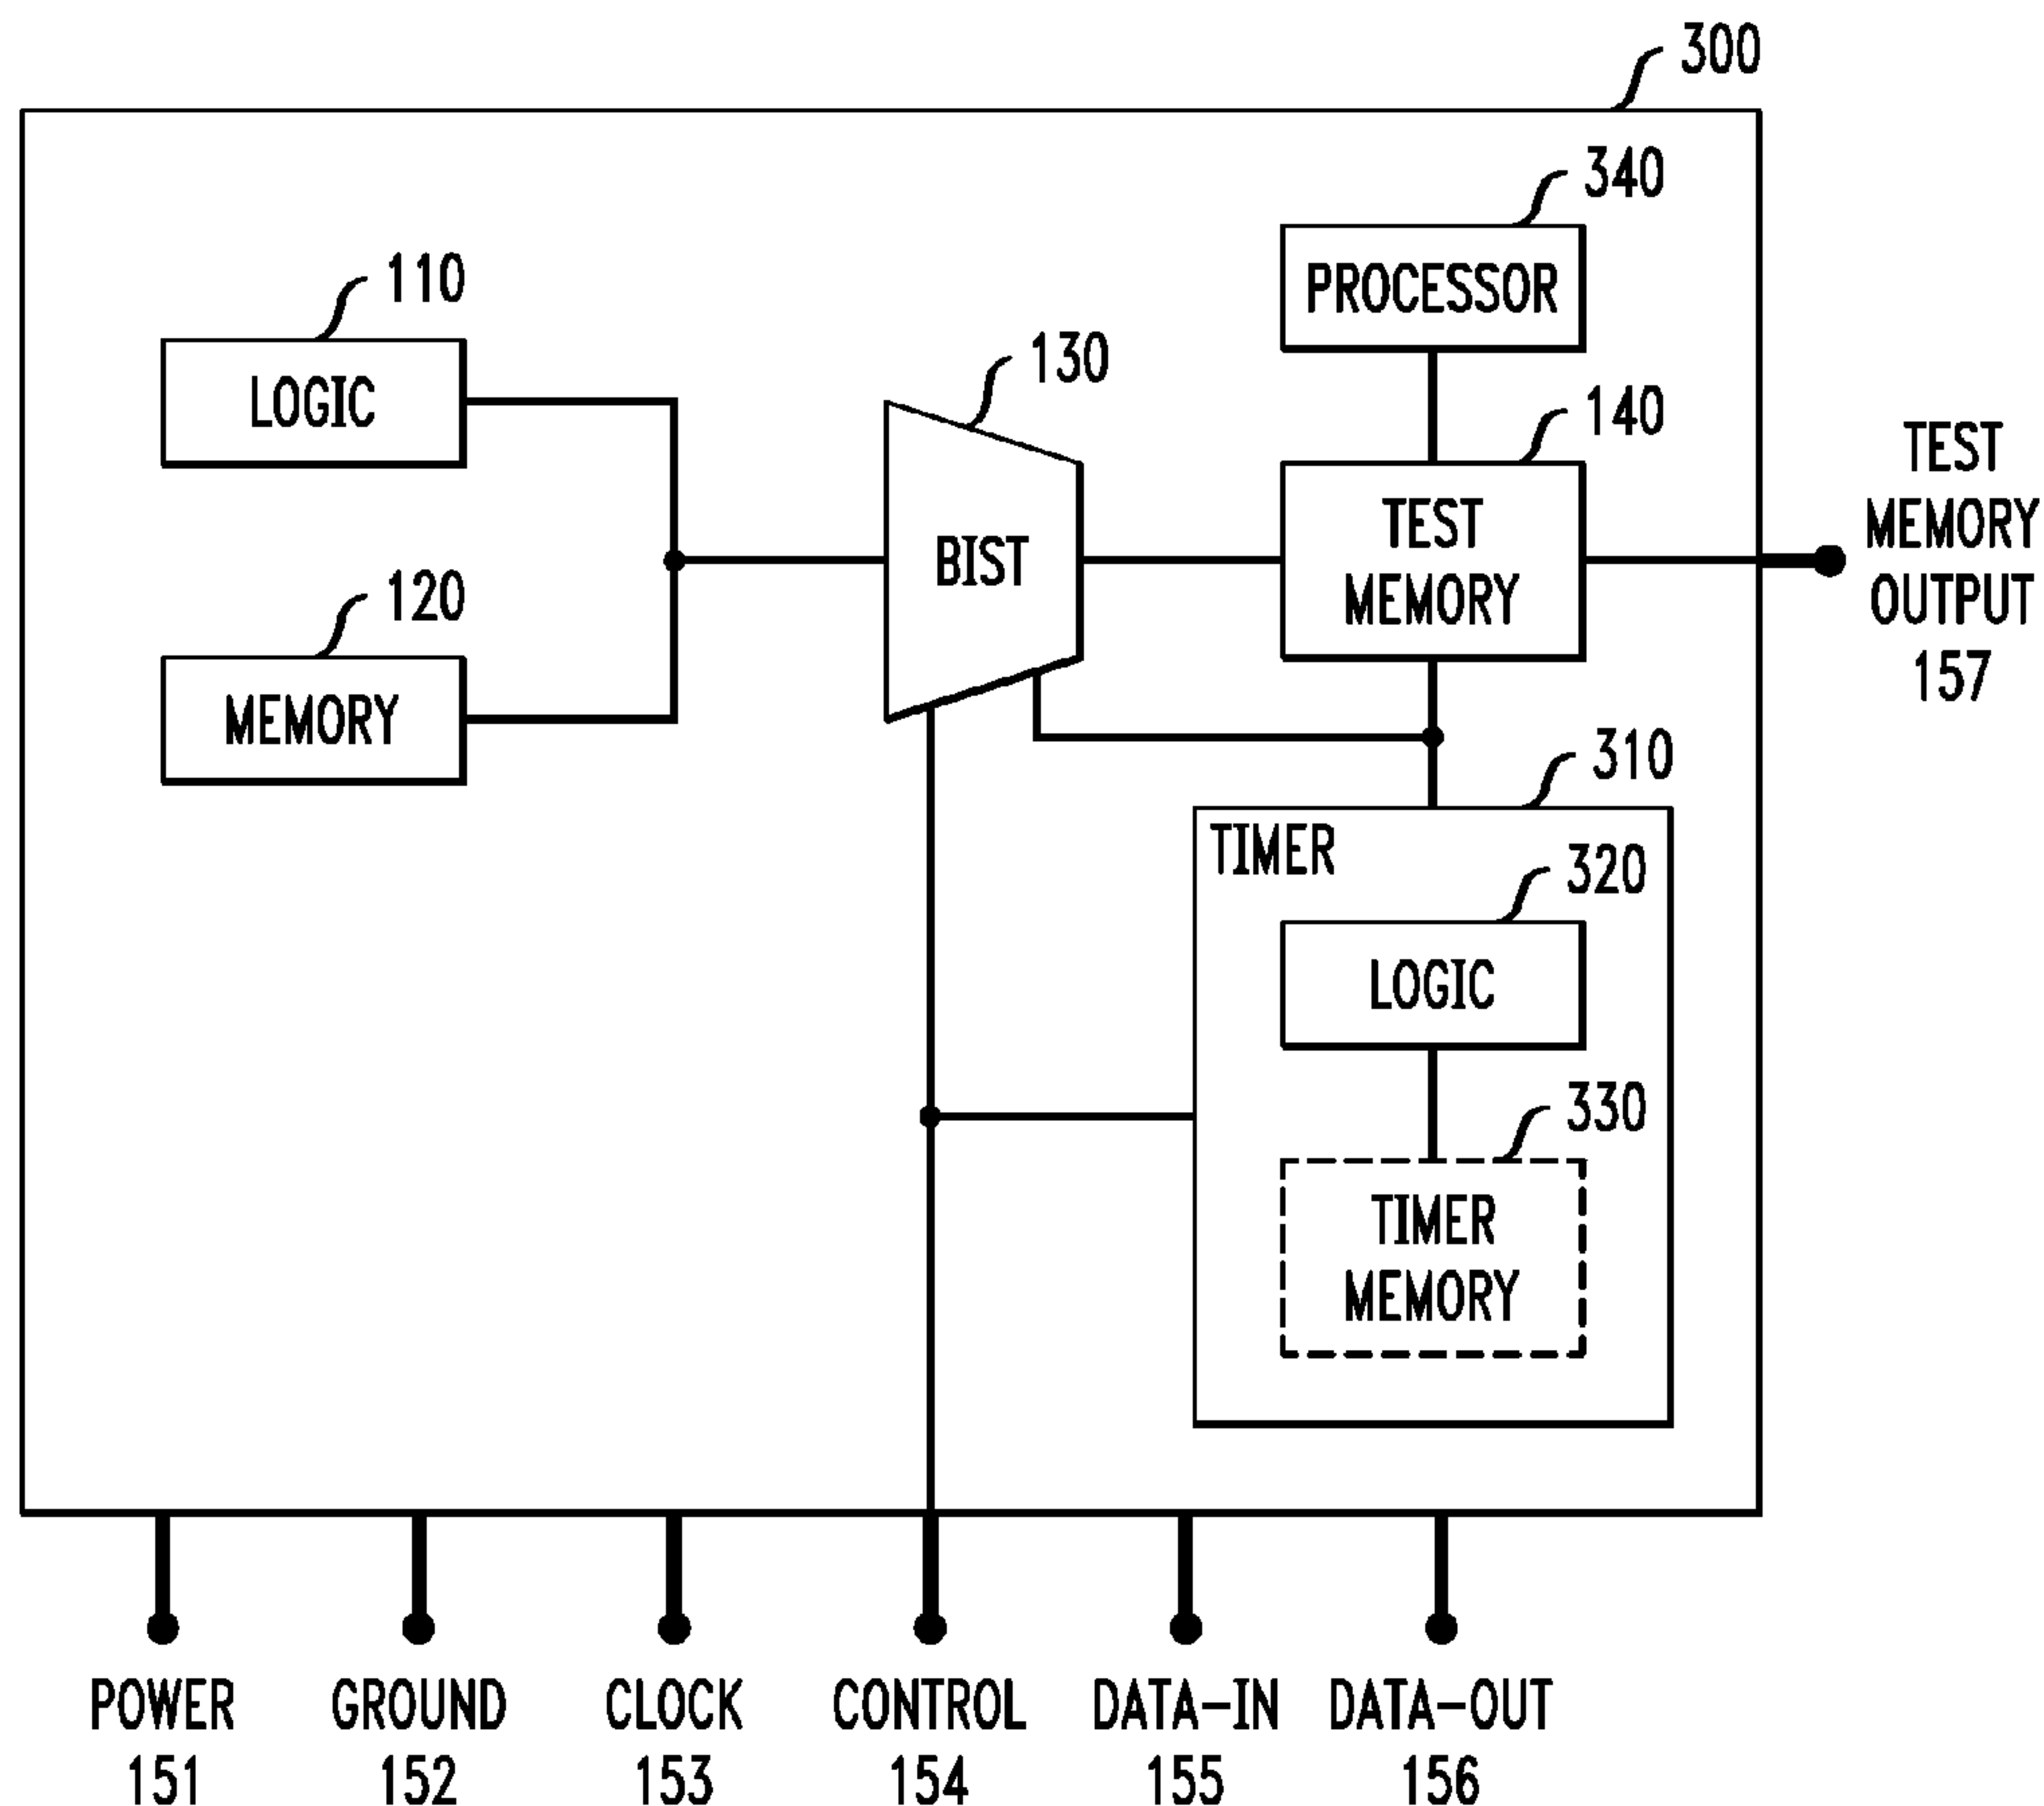 300
340
PROCESSOR
110
LOGIC
130
BIST
140
TEST
MEMORY
TEST
MEMORY
OUTPUT
157
120
MEMORY
310
TIMER
320
LOGIC
330
TIMER
MEMORY
POWER
151
GROUND
152
CLOCK
153
CONTROL
154
DATA-IN
155
DATA-OUT
156